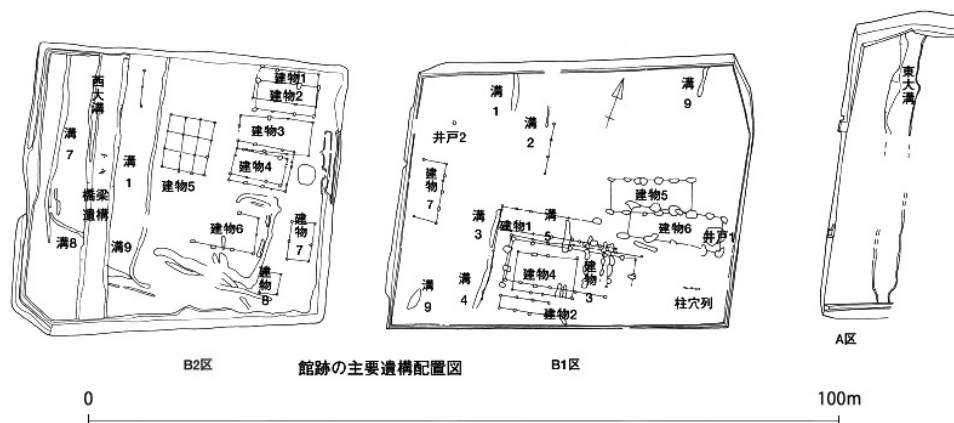 西大溝
溝7
溝1
橋梁遺構
溝8
溝9
建物1
建物2
建物3
建物4
建物5
建物6
建物7
建物8
B2区
溝1
溝2
溝9
井戸2
建物7
溝3
溝4
溝9
建物1
溝5
建物5
建物6
井戸1
建物4
建物3
建物2
柱穴列
B1区
東大溝
A区
館跡の主要遺構配置図
0
100m